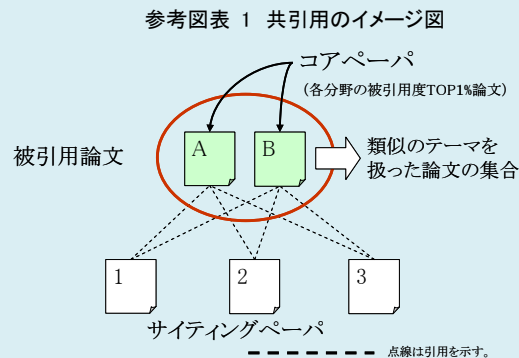 参考図表 1 共引用のイメージ図
コアペーパ
(各分野の被引用度TOP1%論文)
被引用論文
A
B
類似のテーマを
扱った論文の集合
1
2
3
サイティングペーパ
点線は引用を示す。